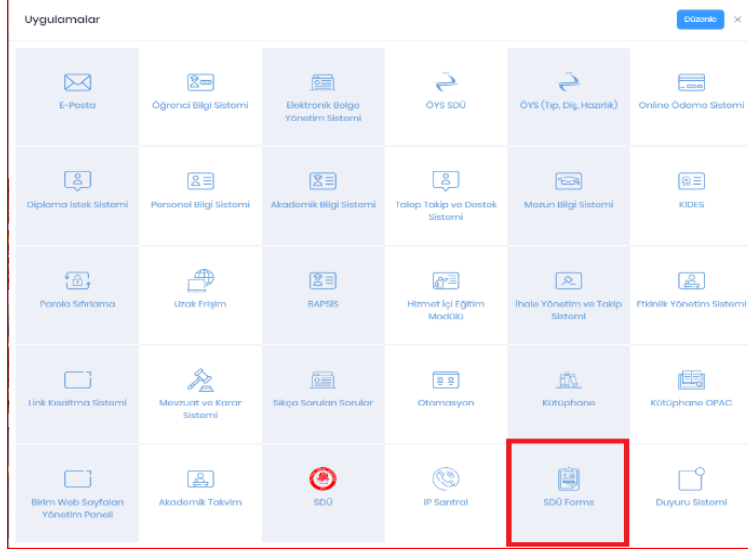 Uygulamalar
Düzenle
E-Posta
Öğrenci Bilgi Sistemi
Elektronik Belge
Yönetim Sistemi
ÖYS SDÜ
ÖYS (Tıp, Diş, Hazırlık)
Online Ödeme Sistemi
Diploma İstek Sistemi
Personel Bilgi Sistemi
Akademik Bilgi Sistemi
Talep Takip ve Destek
Sistemi
Mezun Bilgi Sistemi
KİDES
Parola Sıfırlama
Uzak Erişim
BAPSİS
Hizmet İçi Eğitim
Modülü
İhale Yönetim ve Takip
Sistemi
Etkinlik Yönetim Sistemi
Link Kısaltma Sistemi
Mevzuat ve Karar
Sistemi
Sıkça Sorulan Sorular
Otomasyon
Kütüphane
Kütüphane OPAC
Birim Web Sayfaları
Yönetim Paneli
Akademik Takvim
SDÜ
IP Santral
SDÜ Forms
Duyuru Sistemi